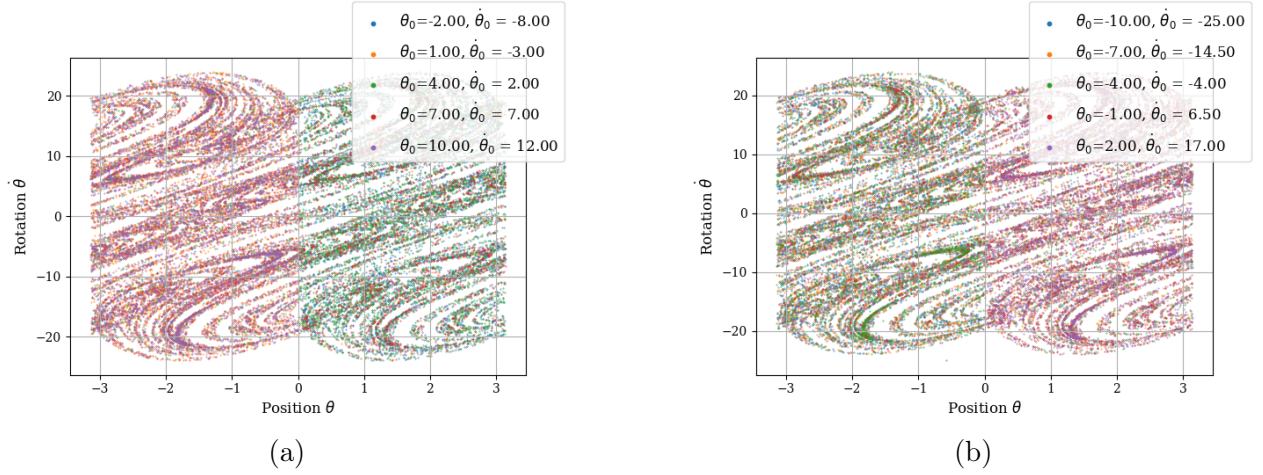 θ₀=-2.00, θ̇₀ = -8.00
θ₀=1.00, θ̇₀ = -3.00
θ₀=4.00, θ̇₀ = 2.00
θ₀=7.00, θ̇₀ = 7.00
θ₀=10.00, θ̇₀ = 12.00
20
10
0
−10
−20
Rotation θ̇
−3 −2 −1 0 1 2 3
Position θ
(a)
θ₀=-10.00, θ̇₀ = -25.00
θ₀=-7.00, θ̇₀ = -14.50
θ₀=-4.00, θ̇₀ = -4.00
θ₀=-1.00, θ̇₀ = 6.50
θ₀=2.00, θ̇₀ = 17.00
20
10
0
−10
−20
Rotation θ̇
−3 −2 −1 0 1 2 3
Position θ
(b)